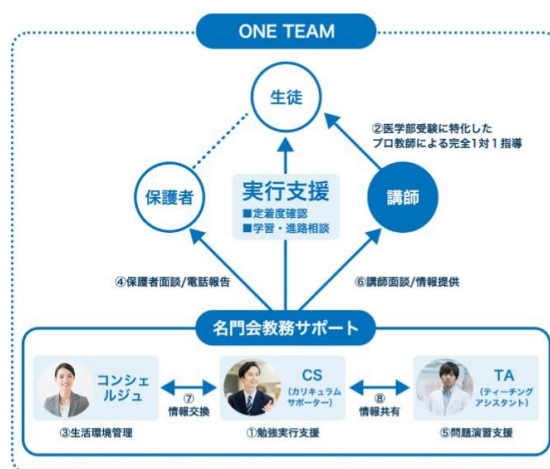 ONE TEAM
生徒
②医学部受験に特化した
プロ教師による完全1対1指導
保護者
実行支援
■定着度確認
■学習・進路相談
講師
④保護者面談/電話報告
⑥講師面談/情報提供
名門会教務サポート
コンシェ
ルジュ
⑦
情報交換
CS
(カリキュラム
サポーター)
⑧
情報共有
TA
(ティーチング
アシスタント)
③生活環境管理
①勉強実行支援
⑤問題演習支援